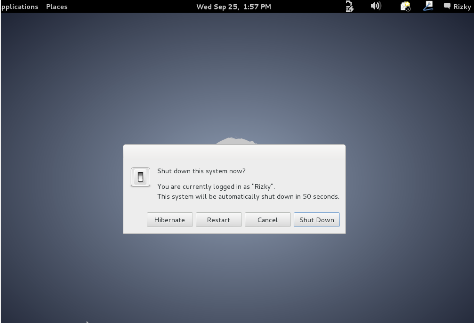 pplications Places Wed Sep 25, 1:57 PM Rizky
Shut down this system now?
You are currently logged in as "Rizky".
This system will be automatically shut down in 50 seconds.
Hibernate Restart Cancel Shut Down